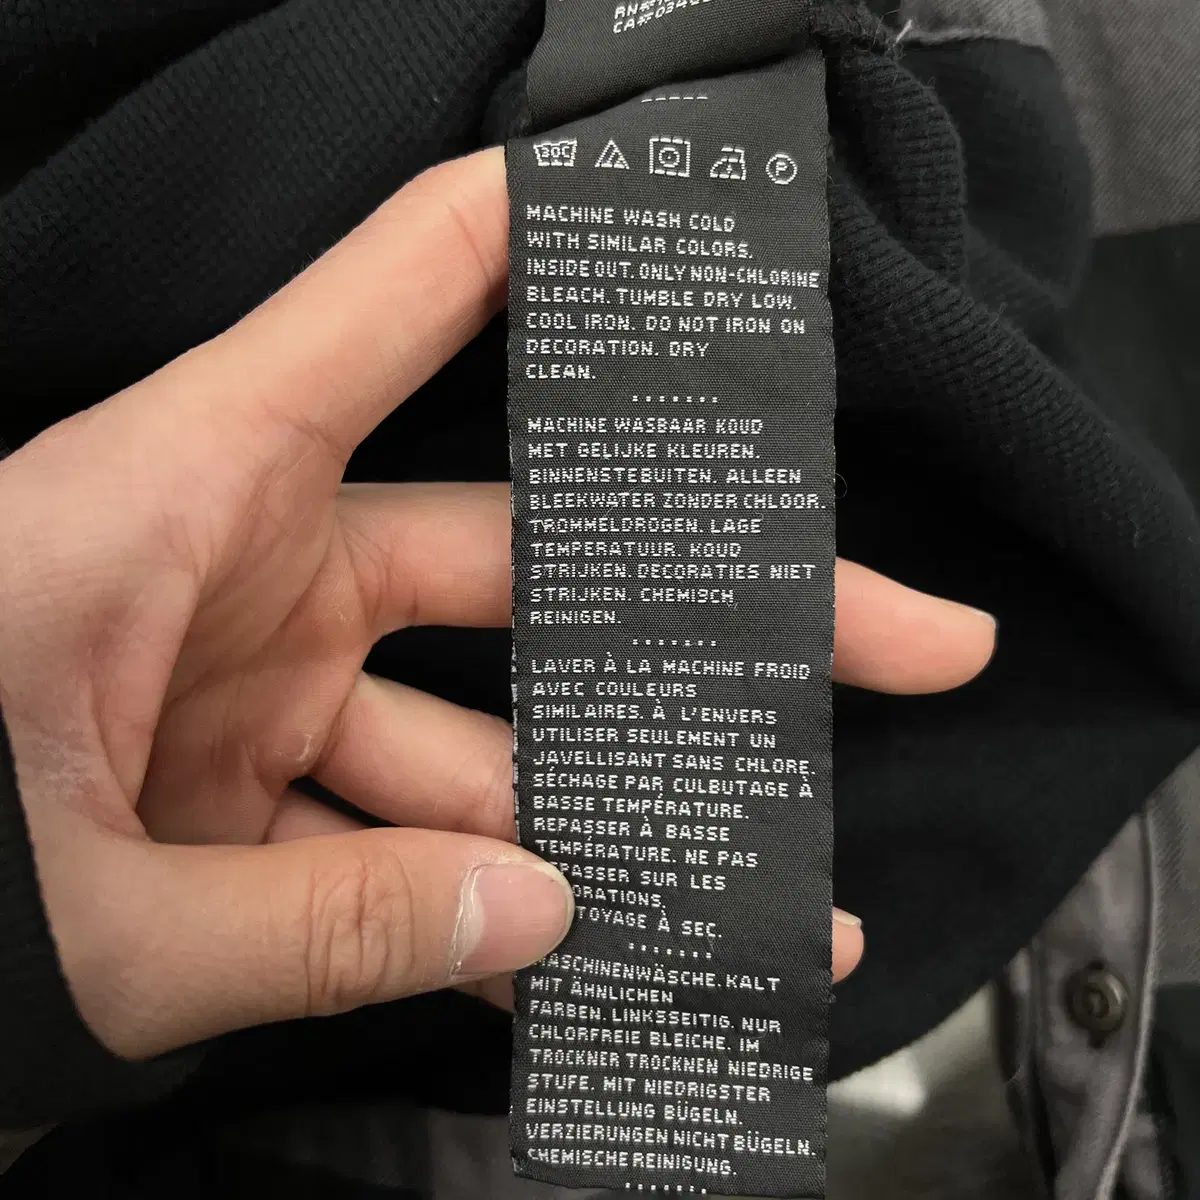 30C
P
MACHINE WASH COLD
WITH SIMILAR COLORS.
INSIDE OUT. ONLY NON-CHLORINE
BLEACH. TUMBLE DRY LOW.
COOL IRON. DO NOT IRON ON
DECORATION. DRY
CLEAN.
MACHINE WASBAAR KOUD
MET GELIJKE KLEUREN.
BINNENSTEBUITEN. ALLEEN
BLEEKWATER ZONDER CHLOOR.
TROMMELDROGEN. LAGE
TEMPERATUUR. KOUD
STRIJKEN. DECORATIES NIET
STRIJKEN. CHEMISCH
REINIGEN.
LAVER À LA MACHINE FROID
AVEC COULEURS
SIMILAIRES. À L'ENVERS
UTILISER SEULEMENT UN
JAVELLISANT SANS CHLORE.
SÉCHAGE PAR CULBUTAGE À
BASSE TEMPÉRATURE.
REPASSER À BASSE
TEMPÉRATURE. NE PAS
SUR LES
À SEC.
MASCHINENWÄSCHE. KALT
MIT ÄHNLICHEN
FARBEN. LINKSSEITIG. NUR
CHLORFREIE BLEICHE. IM
TROCKNER TROCKNEN NIEDRIGE
STUFE. MIT NIEDRIGSTER
EINSTELLUNG BÜGELN.
VERZIERUNGEN NICHT BÜGELN.
CHEMISCHE REINIGUNG.